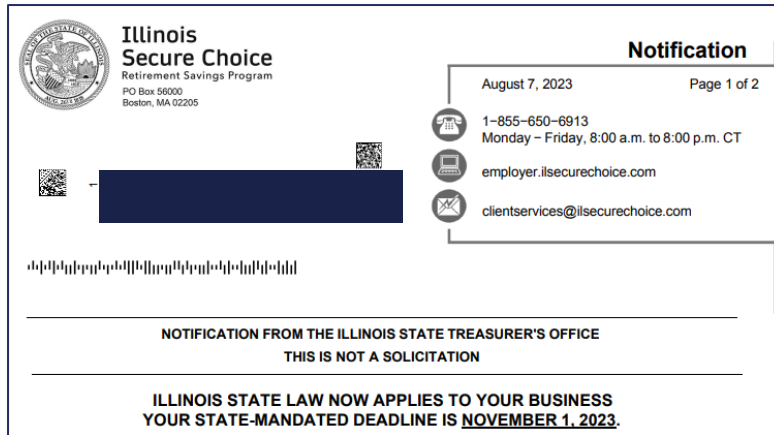 Illinois
Secure Choice
Retirement Savings Program
PO Box 56000
Boston, MA 02205
Notification
August 7, 2023 Page 1 of 2
1-855-650-6913
Monday – Friday, 8:00 a.m. to 8:00 p.m. CT
employer.ilsecurechoice.com
clientservices@ilsecurechoice.com
NOTIFICATION FROM THE ILLINOIS STATE TREASURER'S OFFICE
THIS IS NOT A SOLICITATION
ILLINOIS STATE LAW NOW APPLIES TO YOUR BUSINESS
YOUR STATE-MANDATED DEADLINE IS NOVEMBER 1, 2023.